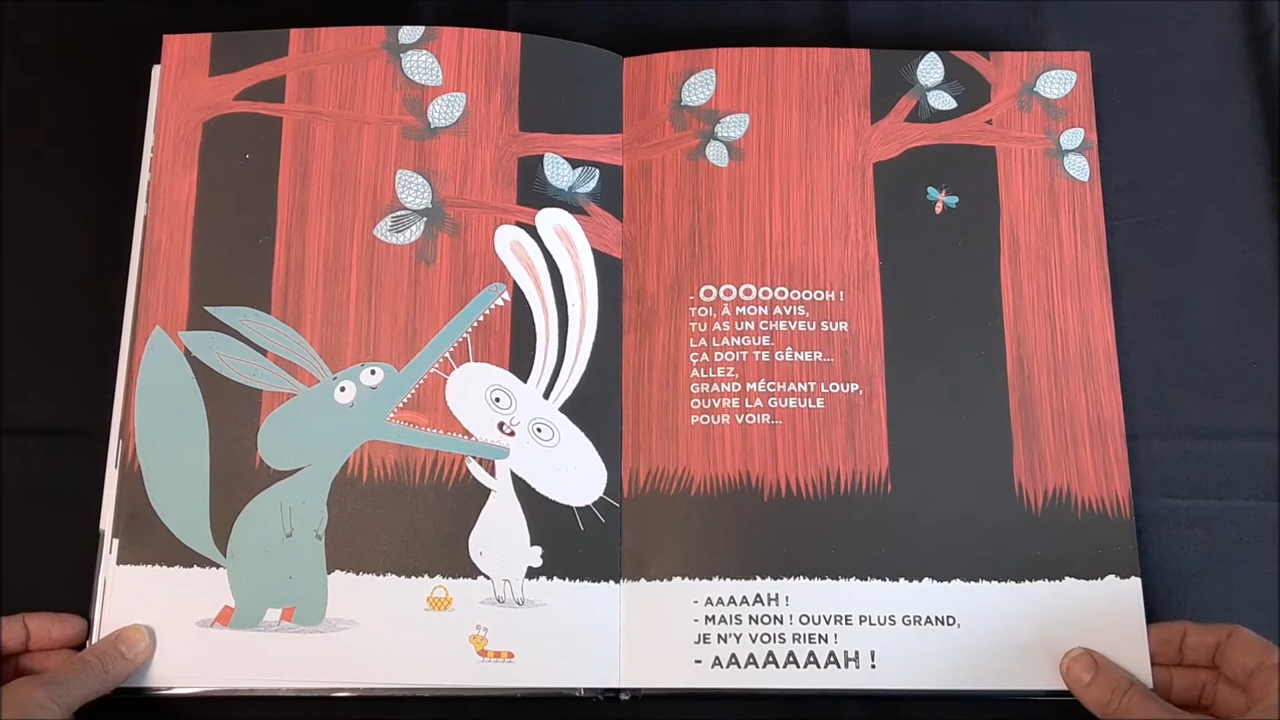 - OOOOOOOOH !
TOI, À MON AVIS,
TU AS UN CHEVEU SUR
LA LANGUE.
ÇA DOIT TE GÊNER...
ALLEZ,
GRAND MÉCHANT LOUP,
OUVRE LA GUEULE
POUR VOIR...
- AAAAAH !
- MAIS NON ! OUVRE PLUS GRAND,
JE N'Y VOIS RIEN !
- AAAAAAAAH !